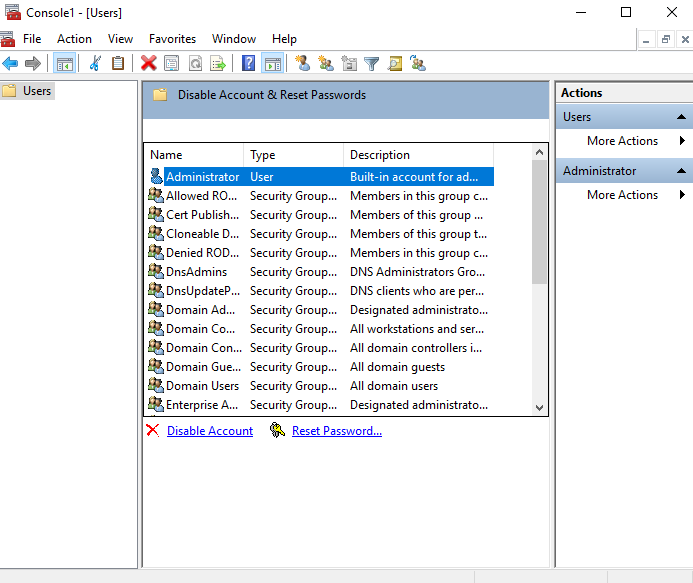 Console1 - [Users]
File Action View Favorites Window Help
Users
Disable Account & Reset Passwords
Name Type Description
Administrator User Built-in account for ad...
Allowed RO... Security Group... Members in this group c...
Cert Publish... Security Group... Members of this group ...
Cloneable D... Security Group... Members of this group t...
Denied ROD... Security Group... Members in this group c...
DnsAdmins Security Group... DNS Administrators Gro...
DnsUpdateP... Security Group... DNS clients who are per...
Domain Ad... Security Group... Designated administrato...
Domain Co... Security Group... All workstations and ser...
Domain Con... Security Group... All domain controllers i...
Domain Gue... Security Group... All domain guests
Domain Users Security Group... All domain users
Enterprise A... Security Group... Designated administrato...
Disable Account Reset Password...
Actions
Users
More Actions
Administrator
More Actions